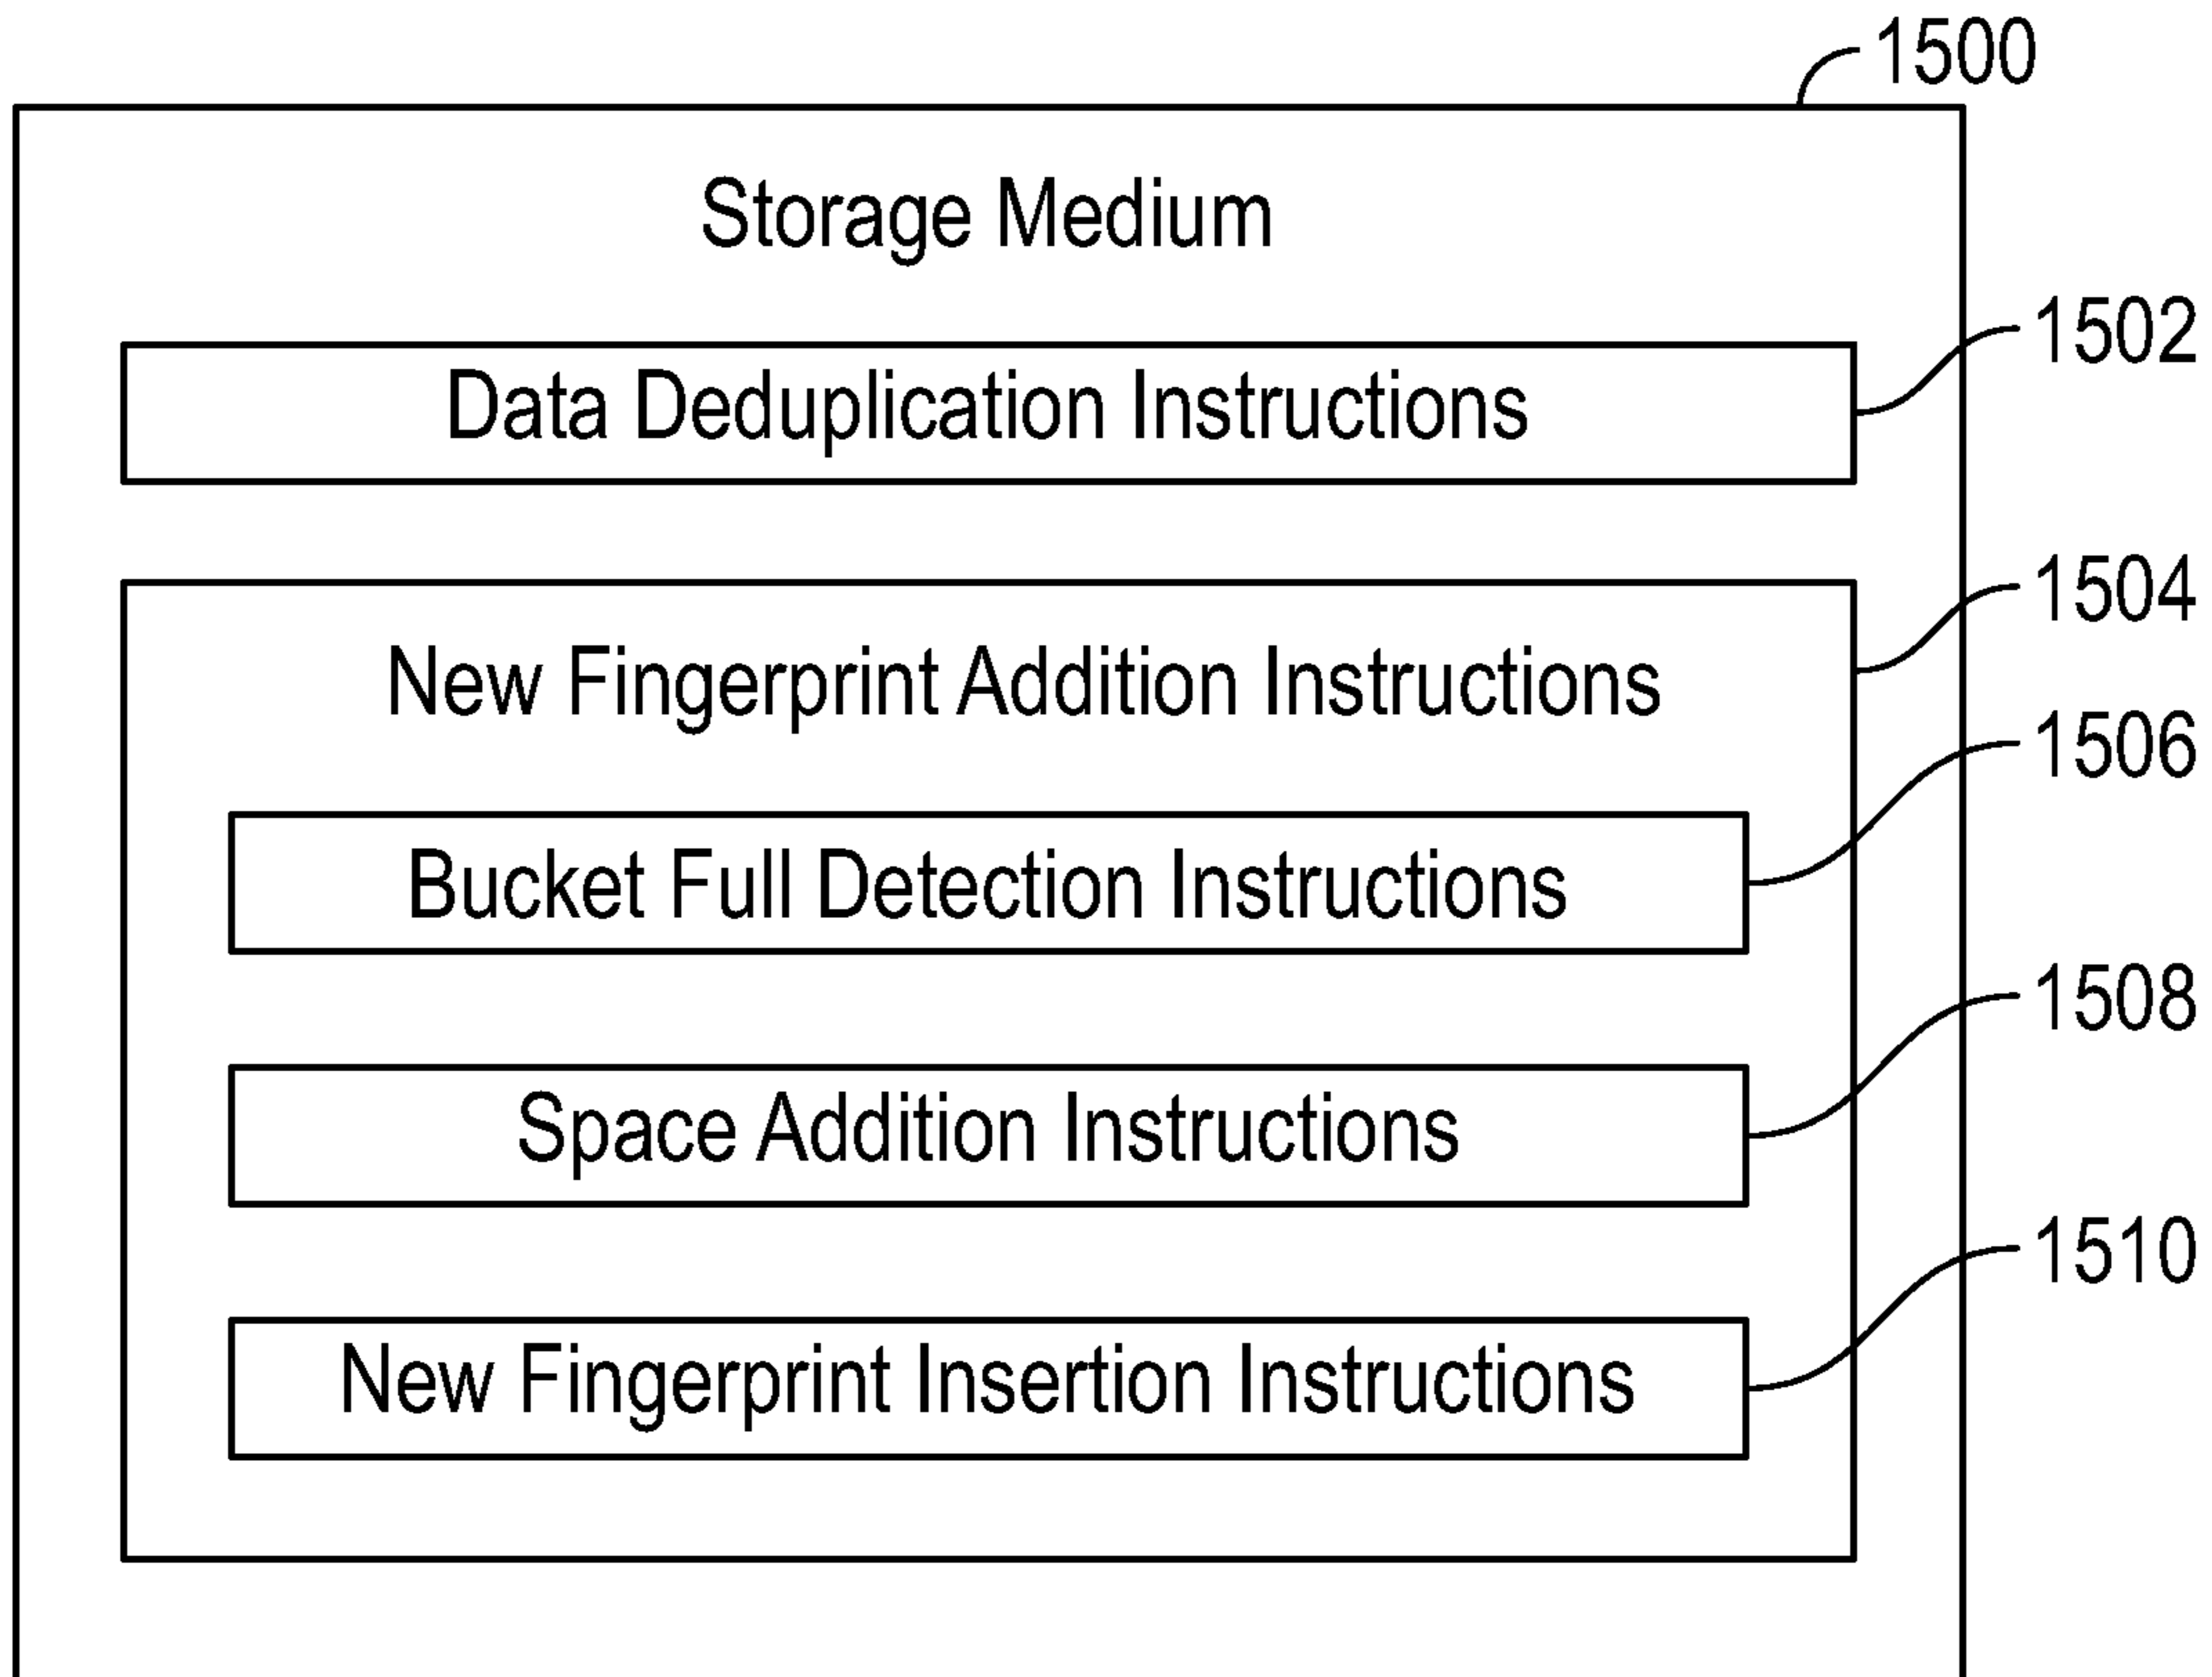 1500
Storage Medium
1502
Data Deduplication Instructions
1504
New Fingerprint Addition Instructions
1506
Bucket Full Detection Instructions
1508
Space Addition Instructions
1510
New Fingerprint Insertion Instructions